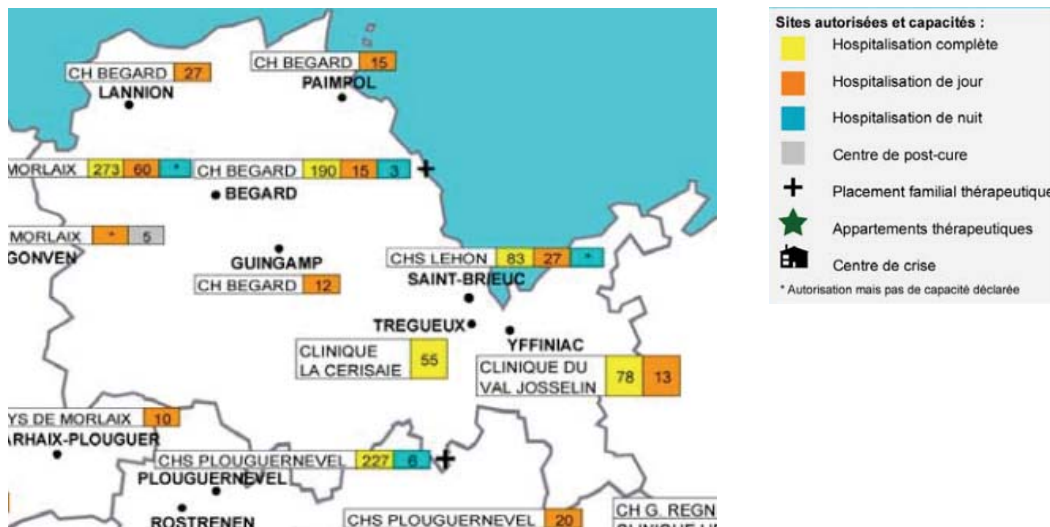 CH BEGARD 27
LANNION
CH BEGARD 15
PAIMPOL
MORLAIX 273 60 *
CH BEGARD 190 15 3
BEGARD
MORLAIX * 5
GONVEN
GUINGAMP
CH BEGARD 12
CHS LEHON 83 27 *
SAINT-BRIEUC
TREGUEUX
CLINIQUE
LA CERISAIE 55
YFFINIAC
CLINIQUE DU
VAL JOSSELIN 78 13
YS DE MORLAIX 10
ARHAIX-PLOUGUER
CHS PLOUGUERNEVEL 227 6
PLOUGUERNEVEL
ROSTRENEN
CHS PLOUGUERNEVEL 20
CH G. REGN
Sites autorisées et capacités :
Hospitalisation complète
Hospitalisation de jour
Hospitalisation de nuit
Centre de post-cure
Placement familial thérapeutique
Appartements thérapeutiques
Centre de crise
* Autorisation mais pas de capacité déclarée